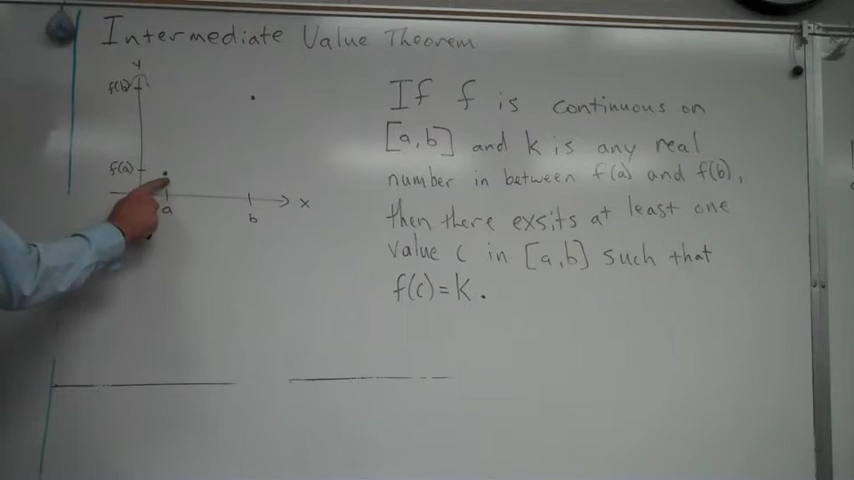 Intermediate Value Theorem
y
f(b)
f(a)
a
b
x
If f is continuous on
[a,b] and k is any real
number in between f(a) and f(b),
then there exsits at least one
value c in [a,b] such that
f(c)=k.